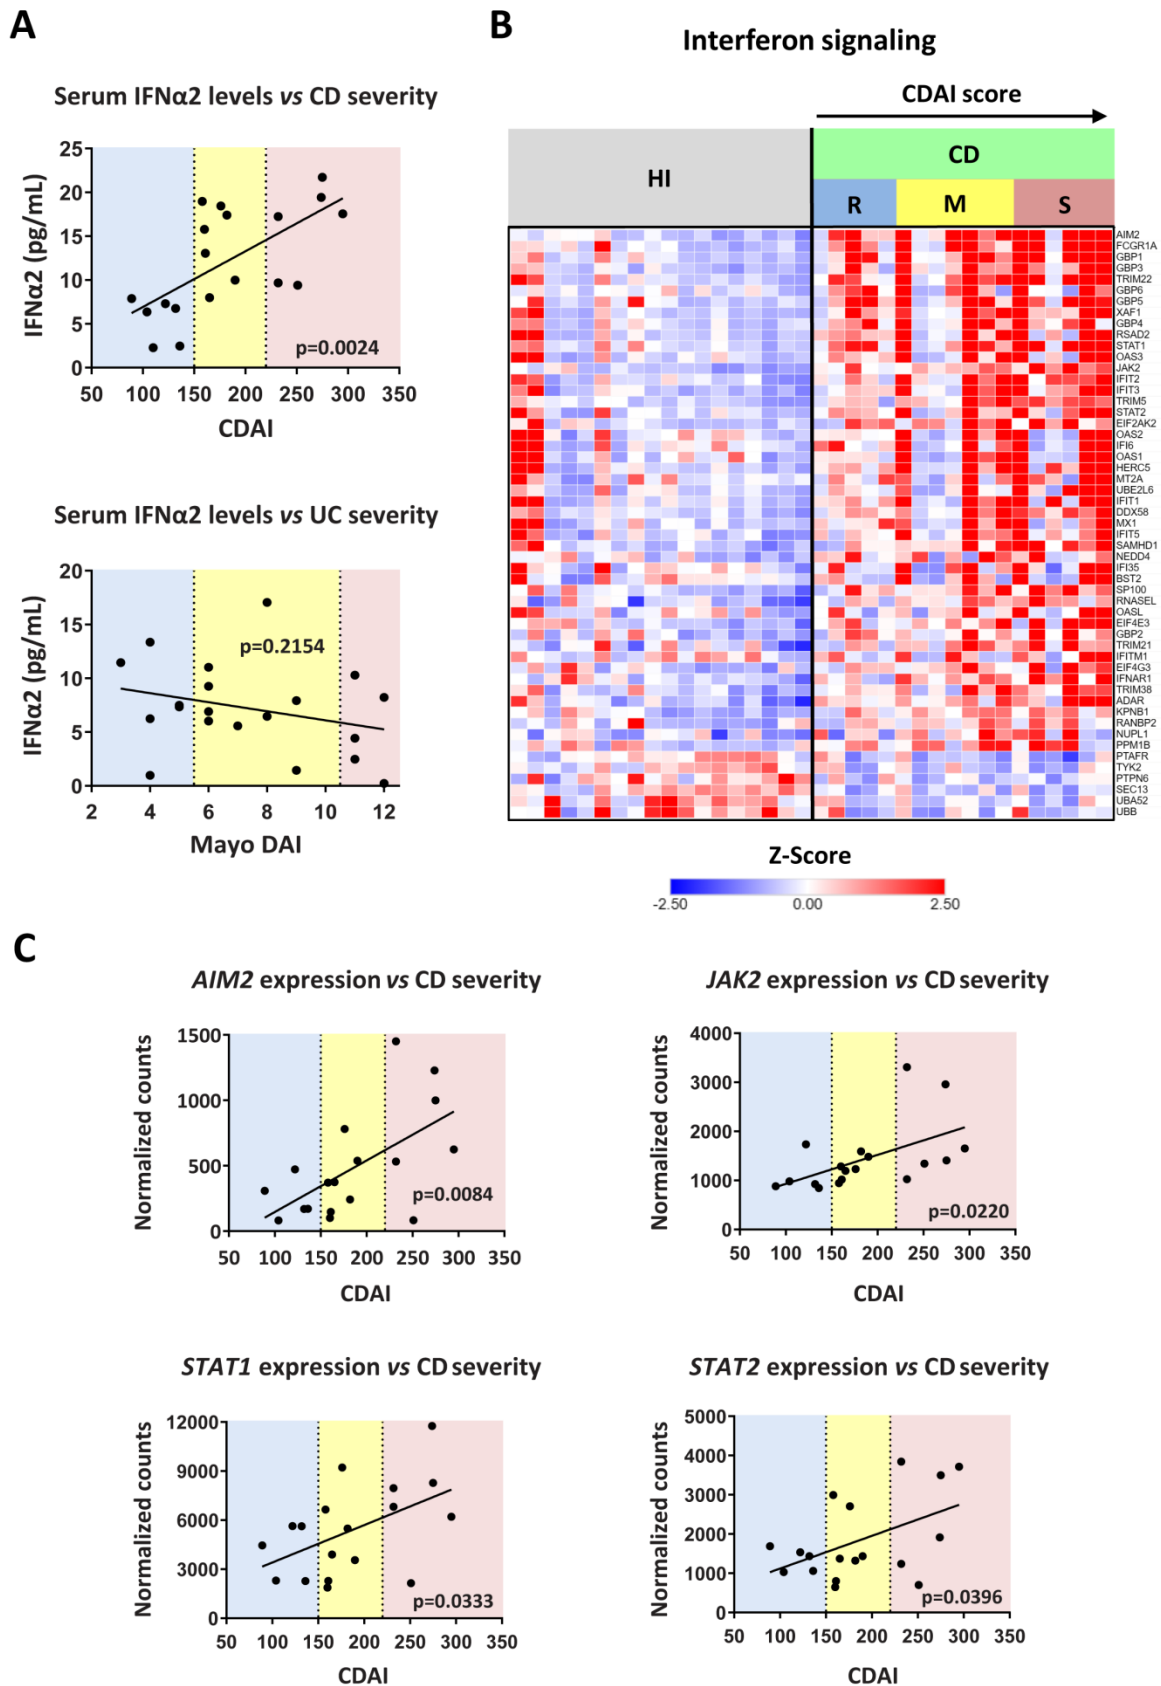 A
Serum IFNα2 levels vs CD severity
IFNα2 (pg/mL)
25
20
15
10
5
0
p=0.0024
50 100 150 200 250 300 350
CDAI
Serum IFNα2 levels vs UC severity
IFNα2 (pg/mL)
20
15
10
5
0
p=0.2154
2 4 6 8 10 12
Mayo DAI
B
Interferon signaling
CDAI score
HI
CD
R M S
AIM2
FCGR1A
GBP1
GBP3
TRIM22
GBP6
GBP5
XAF1
GBP4
RSAD2
STAT1
OAS3
JAK2
IFIT2
IFIT3
TRIM5
STAT2
EIF2AK2
OAS2
IFI6
OAS1
HERC5
MT2A
UBE2L6
IFIT1
DDX58
MX1
IFIT5
SAMHD1
NEDD4
IFI35
BST2
SP100
RNASEL
OASL
EIF4E3
GBP2
TRIM21
IFITM1
EIF4G3
IFNAR1
TRIM38
ADAR
KPNB1
RANBP2
NUPL1
PPM1B
PTAFR
TYK2
PTPN6
SEC13
UBA52
UBB
Z-Score
-2.50 0.00 2.50
C
AIM2 expression vs CD severity
Normalized counts
1500
1000
500
0
p=0.0084
50 100 150 200 250 300 350
CDAI
JAK2 expression vs CD severity
Normalized counts
4000
3000
2000
1000
0
p=0.0220
50 100 150 200 250 300 350
CDAI
STAT1 expression vs CD severity
Normalized counts
12000
9000
6000
3000
0
p=0.0333
50 100 150 200 250 300 350
CDAI
STAT2 expression vs CD severity
Normalized counts
5000
4000
3000
2000
1000
0
p=0.0396
50 100 150 200 250 300 350
CDAI